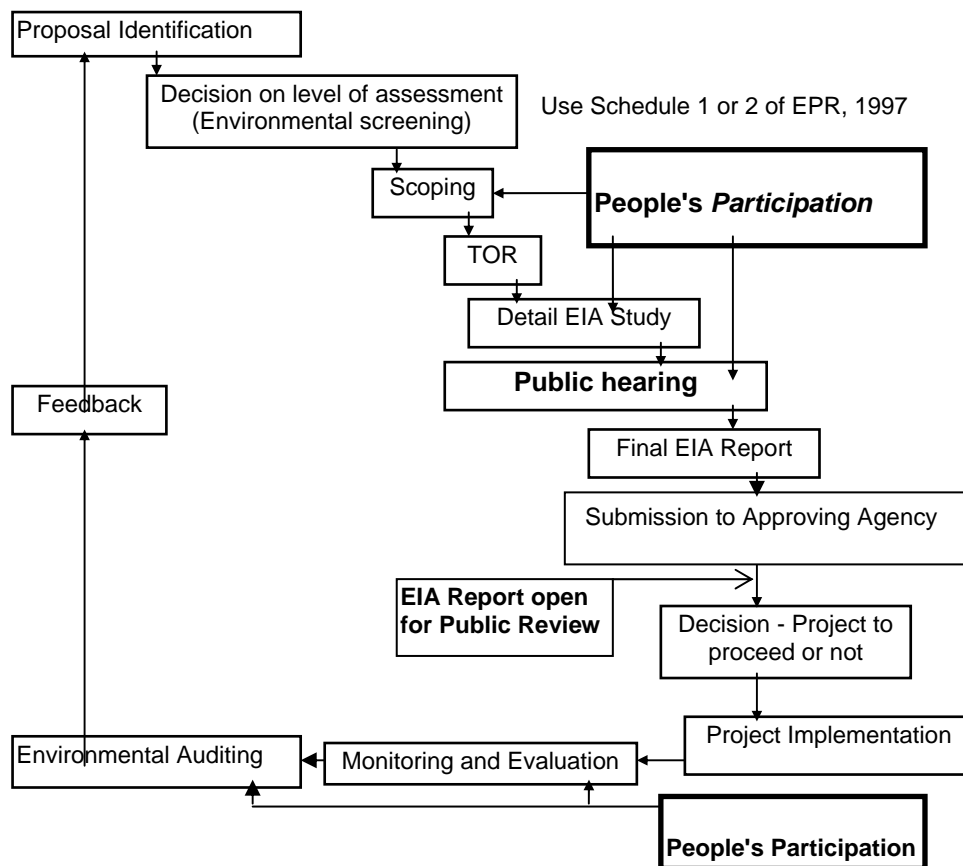 Proposal Identification
Decision on level of assessment
(Environmental screening)
Use Schedule 1 or 2 of EPR, 1997
Scoping
People's Participation
TOR
Detail EIA Study
Public hearing
Feedback
Final EIA Report
Submission to Approving Agency
EIA Report open
for Public Review
Decision - Project to
proceed or not
Project Implementation
Monitoring and Evaluation
Environmental Auditing
People's Participation